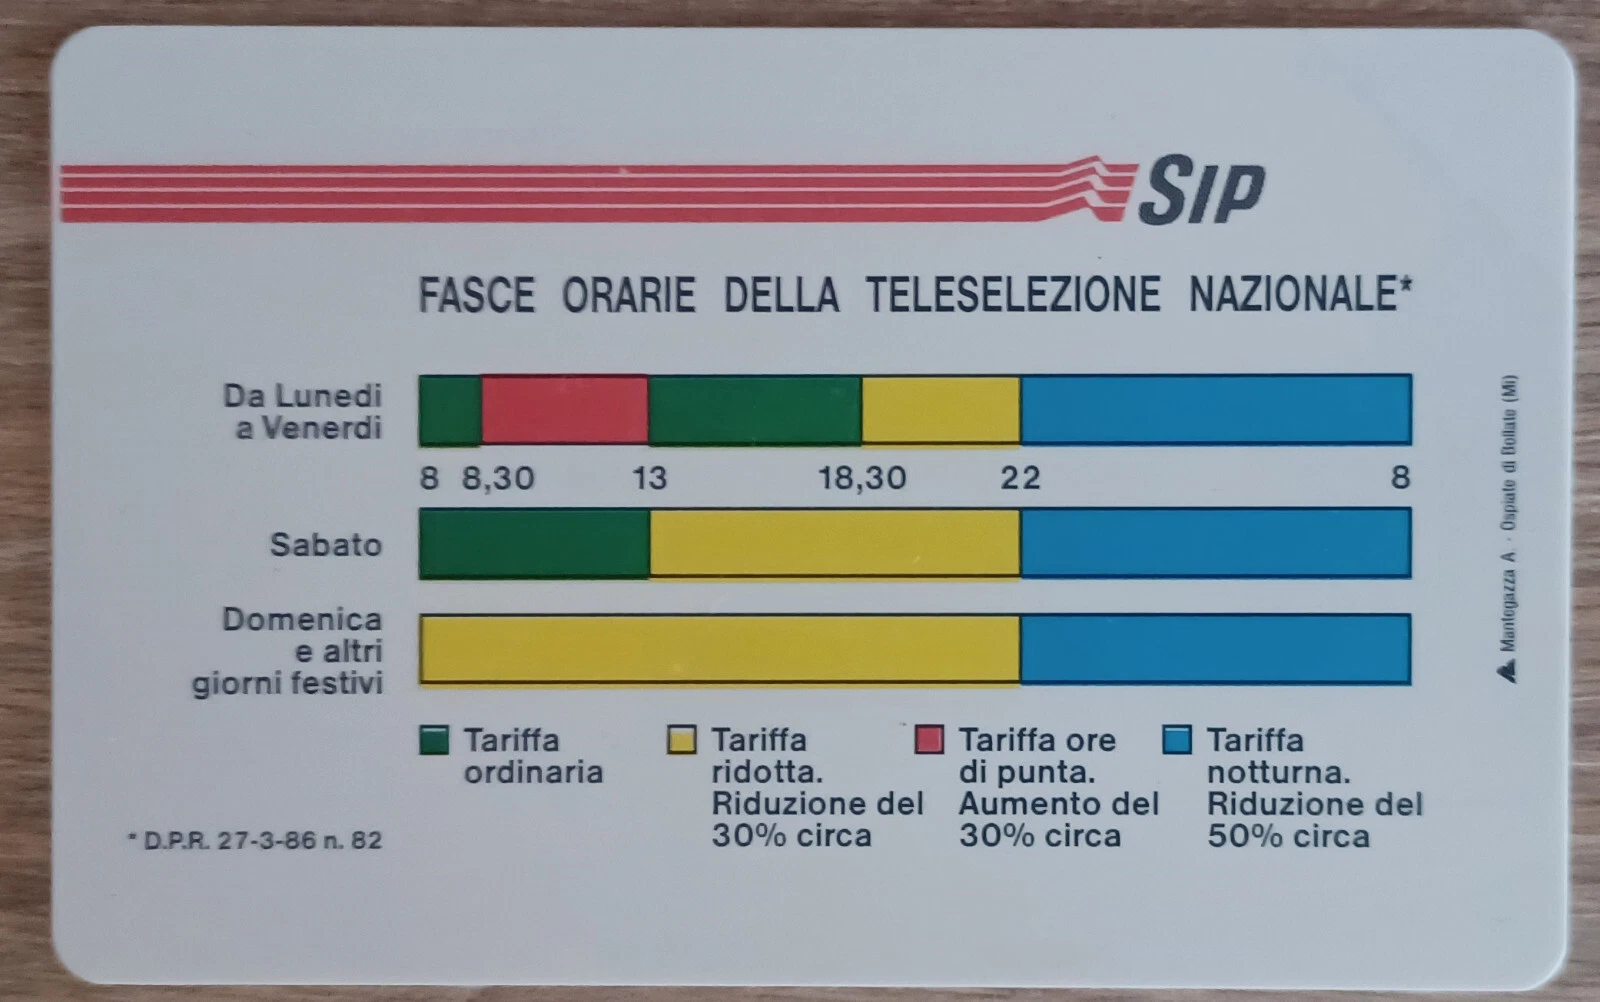 SIP
FASCE ORARIE DELLA TELESELEZIONE NAZIONALE*
Da Lunedi
a Venerdi
8 8,30 13 18,30 22 8
Sabato
Domenica
e altri
giorni festivi
Tariffa
ordinaria
Tariffa
ridotta.
Riduzione del
30% circa
Tariffa ore
di punta.
Aumento del
30% circa
Tariffa
notturna.
Riduzione del
50% circa
* D.P.R. 27-3-86 n. 82
Mantegazza A. - Ospiate di Bollate (Mi)